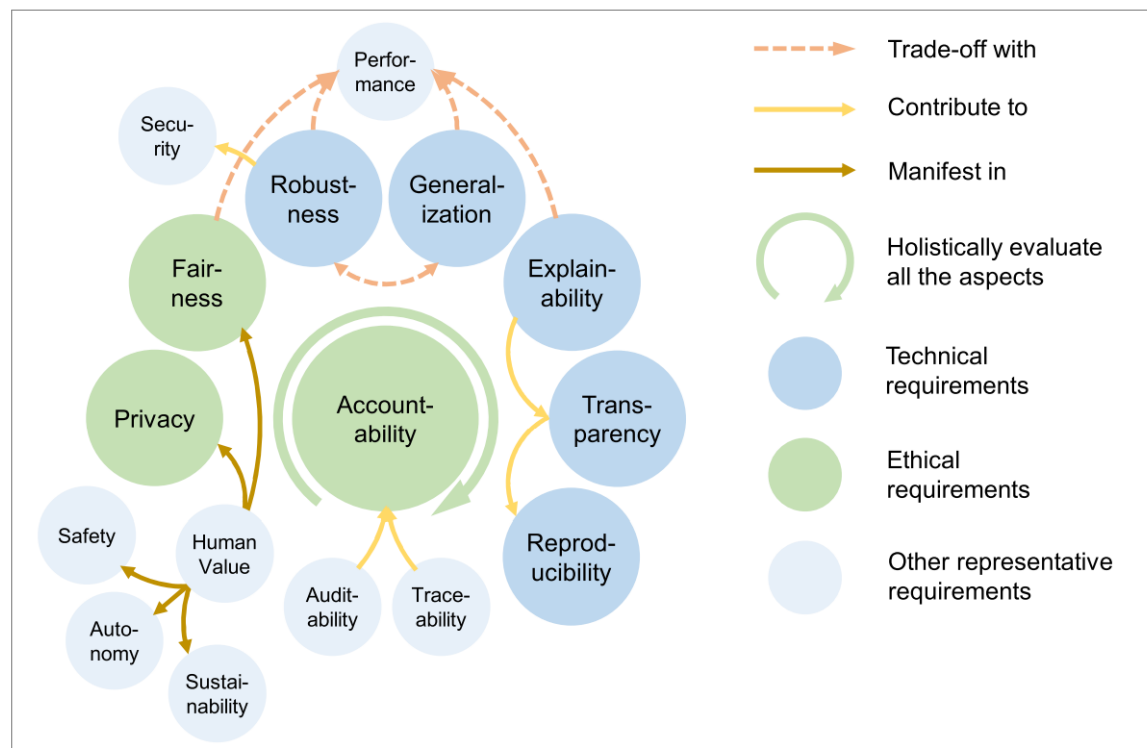 Perfor-
mance
Secu-
rity
Robust-
ness
General-
ization
Fair-
ness
Explain-
ability
Privacy
Account-
ability
Trans-
parency
Safety
Human
Value
Audit-
ability
Trace-
ability
Reprod-
ucibility
Auto-
nomy
Sustai-
nability
Trade-off with
Contribute to
Manifest in
Holistically evaluate
all the aspects
Technical
requirements
Ethical
requirements
Other representative
requirements